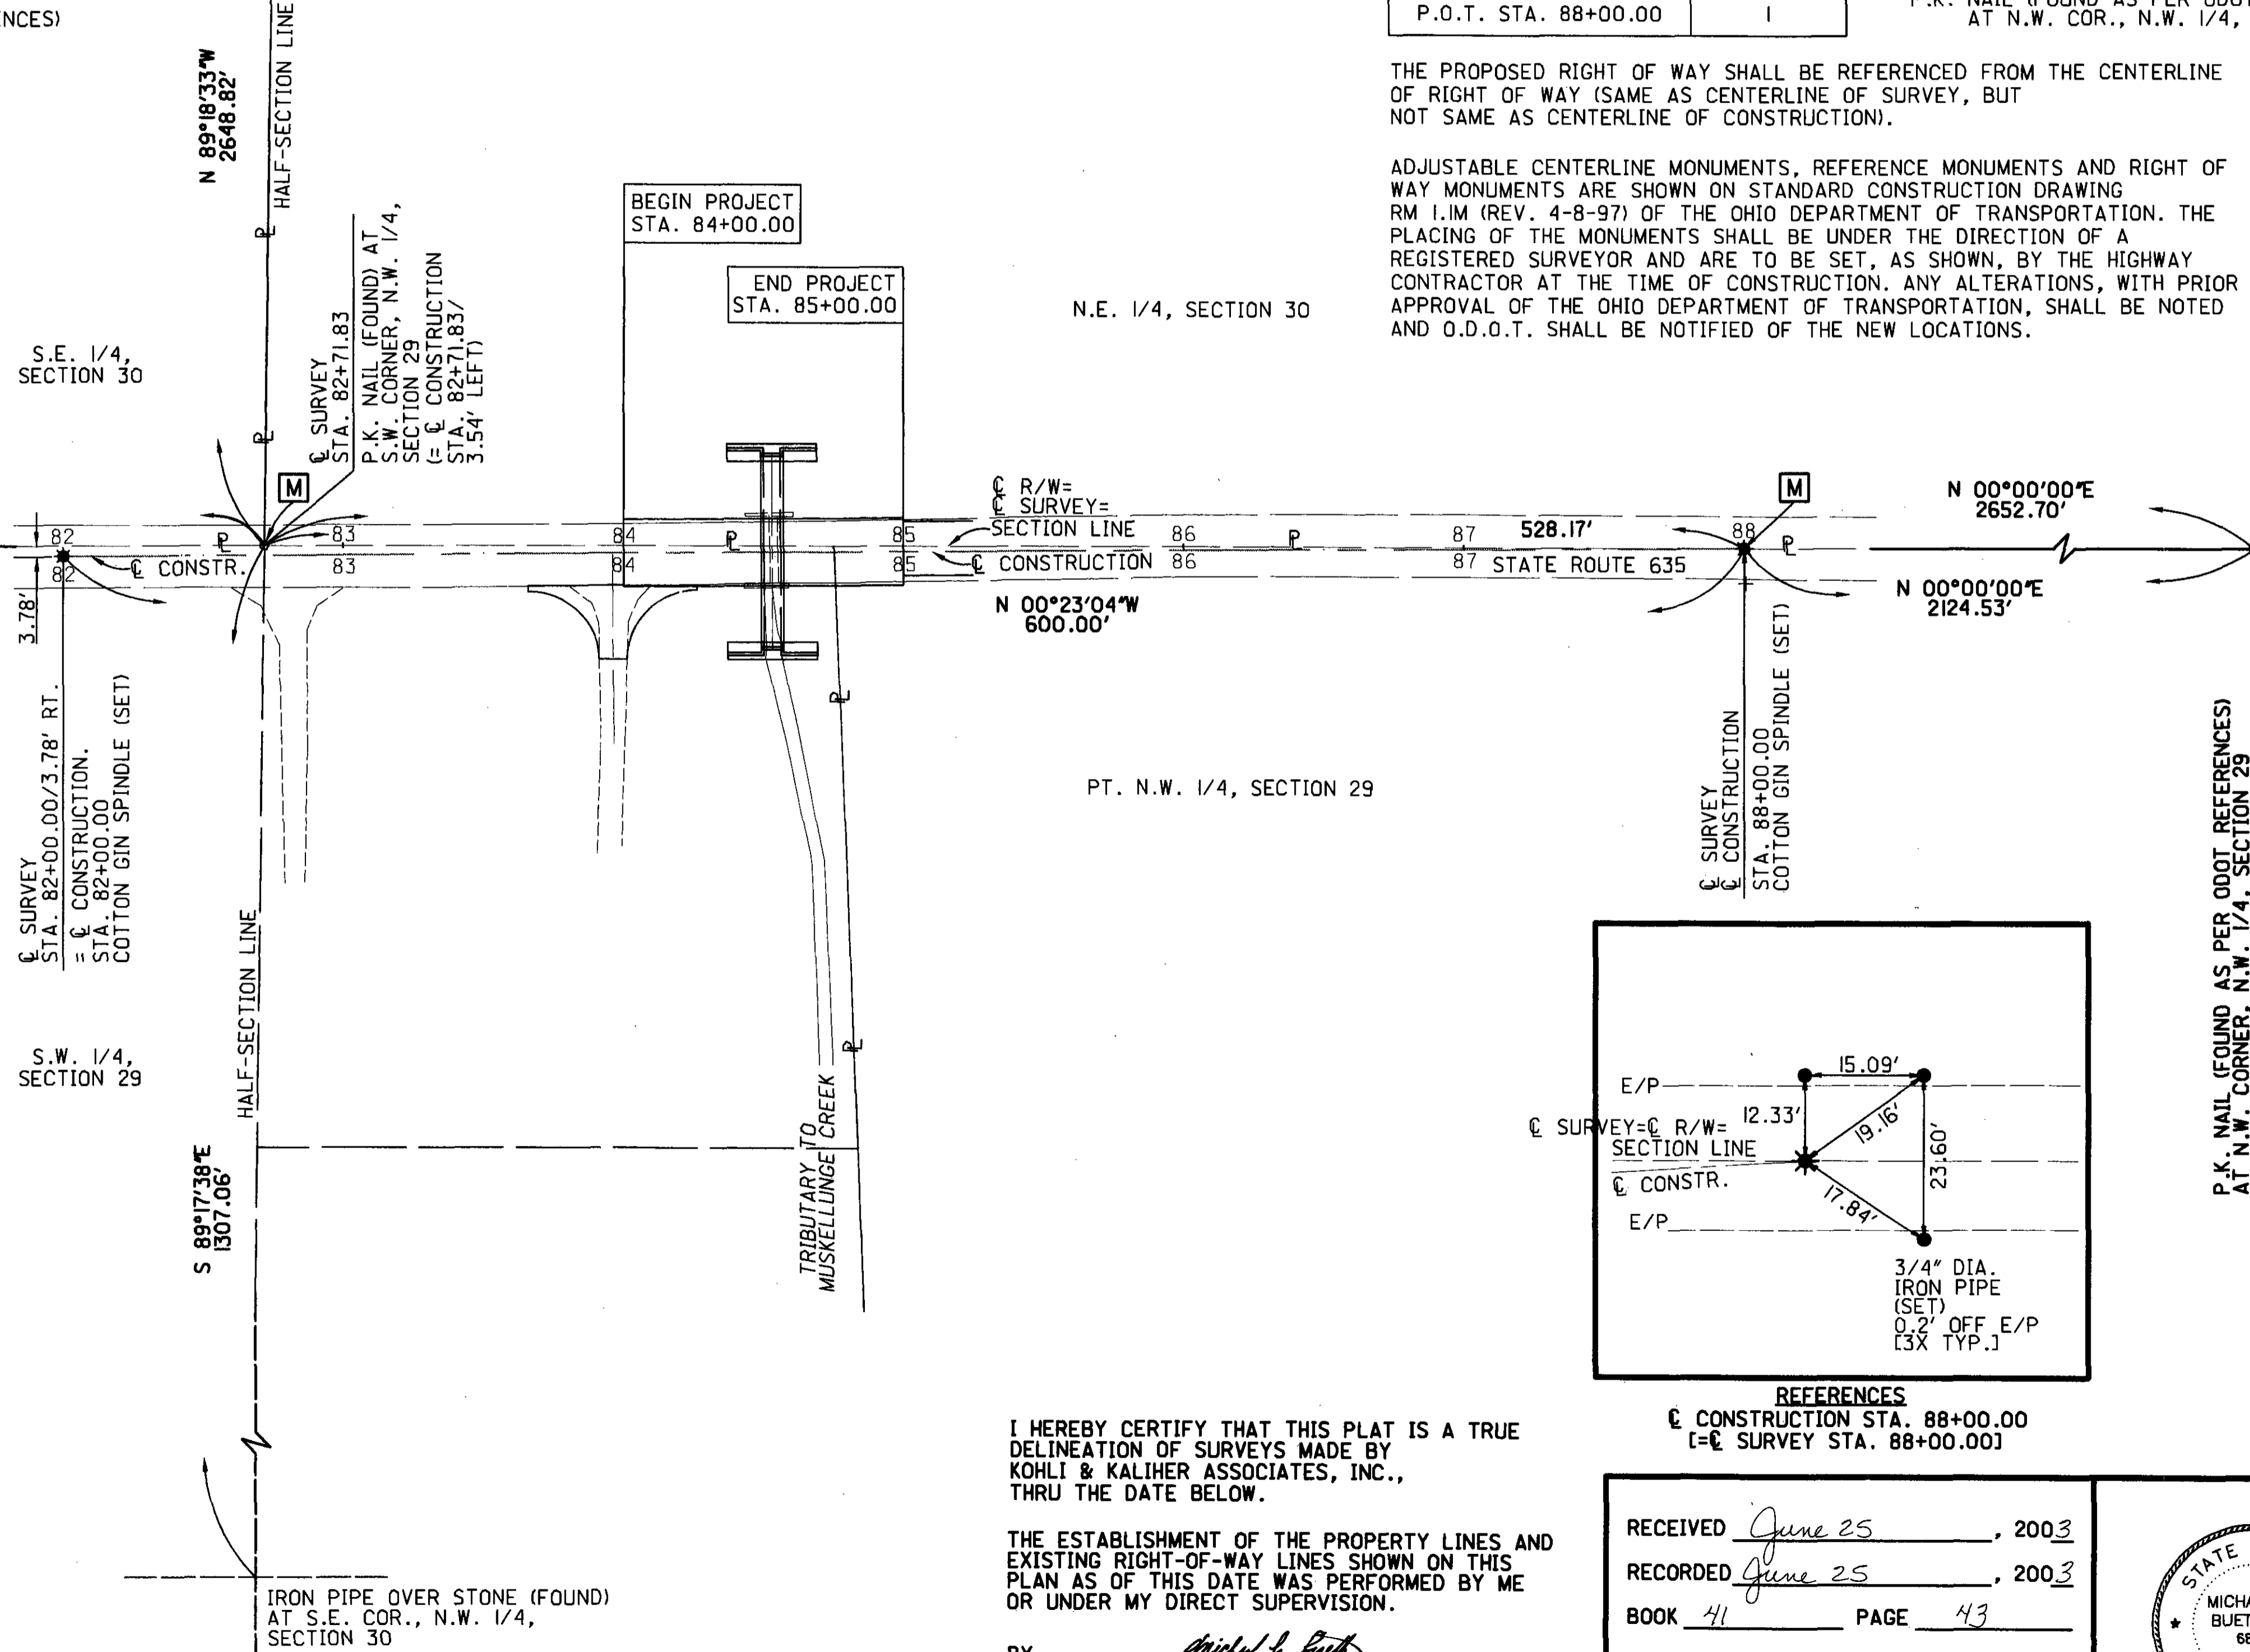 NCES)
N 89°18'33"W
2648.82'
HALF-SECTION LINE
S.E. 1/4,
SECTION 30
℄ SURVEY
STA. 82+71.83
P.K. NAIL (FOUND) AT
S.W. CORNER, N.W. 1/4,
SECTION 29
(= ℄ CONSTRUCTION
STA. 82+71.83/
3.54' LEFT)
M
BEGIN PROJECT
STA. 84+00.00
END PROJECT
STA. 85+00.00
N.E. 1/4, SECTION 30
P.O.T. STA. 88+00.00
1
P.K. NAIL (FOUND AS PER ODOT
AT N.W. COR., N.W. 1/4,
THE PROPOSED RIGHT OF WAY SHALL BE REFERENCED FROM THE CENTERLINE
OF RIGHT OF WAY (SAME AS CENTERLINE OF SURVEY, BUT
NOT SAME AS CENTERLINE OF CONSTRUCTION).
ADJUSTABLE CENTERLINE MONUMENTS, REFERENCE MONUMENTS AND RIGHT OF
WAY MONUMENTS ARE SHOWN ON STANDARD CONSTRUCTION DRAWING
RM 1.1M (REV. 4-8-97) OF THE OHIO DEPARTMENT OF TRANSPORTATION. THE
PLACING OF THE MONUMENTS SHALL BE UNDER THE DIRECTION OF A
REGISTERED SURVEYOR AND ARE TO BE SET, AS SHOWN, BY THE HIGHWAY
CONTRACTOR AT THE TIME OF CONSTRUCTION. ANY ALTERATIONS, WITH PRIOR
APPROVAL OF THE OHIO DEPARTMENT OF TRANSPORTATION, SHALL BE NOTED
AND O.D.O.T. SHALL BE NOTIFIED OF THE NEW LOCATIONS.
℄ R/W=
℄ SURVEY=
SECTION LINE
M
N 00°00'00"E
2652.70'
82 PL 83 84 PL 85 86 PL 87 528.17' 88 PL
℄ CONSTR.
82 83 84 85 ℄ CONSTRUCTION 86 87 STATE ROUTE 635
3.78'
N 00°23'04"W
600.00'
N 00°00'00"E
2124.53'
PL
PL
PL
PL
℄ SURVEY
STA. 82+00.00/3.78' RT.
= ℄ CONSTRUCTION.
STA. 82+00.00
COTTON GIN SPINDLE (SET)
PT. N.W. 1/4, SECTION 29
℄ SURVEY
℄ CONSTRUCTION
STA. 88+00.00
COTTON GIN SPINDLE (SET)
P.K. NAIL (FOUND AS PER ODOT REFERENCES)
AT N.W. CORNER, N.W. 1/4, SECTION 29
S.W. 1/4,
SECTION 29
HALF-SECTION LINE
S 89°17'38"E
1307.06'
TRIBUTARY TO
MUSKELLUNGE CREEK
E/P
15.09'
12.33'
19.16'
23.60'
17.84'
℄ SURVEY=℄ R/W=
SECTION LINE
℄ CONSTR.
E/P
3/4" DIA.
IRON PIPE
(SET)
0.2' OFF E/P
[3X TYP.]
REFERENCES
℄ CONSTRUCTION STA. 88+00.00
[=℄ SURVEY STA. 88+00.00]
I HEREBY CERTIFY THAT THIS PLAT IS A TRUE
DELINEATION OF SURVEYS MADE BY
KOHLI & KALIHER ASSOCIATES, INC.,
THRU THE DATE BELOW.
THE ESTABLISHMENT OF THE PROPERTY LINES AND
EXISTING RIGHT-OF-WAY LINES SHOWN ON THIS
PLAN AS OF THIS DATE WAS PERFORMED BY ME
OR UNDER MY DIRECT SUPERVISION.
BY
RECEIVED June 25, 2003
RECORDED June 25, 2003
BOOK 41 PAGE 43
STATE
MICHA
BUET
IRON PIPE OVER STONE (FOUND)
AT S.E. COR., N.W. 1/4,
SECTION 30